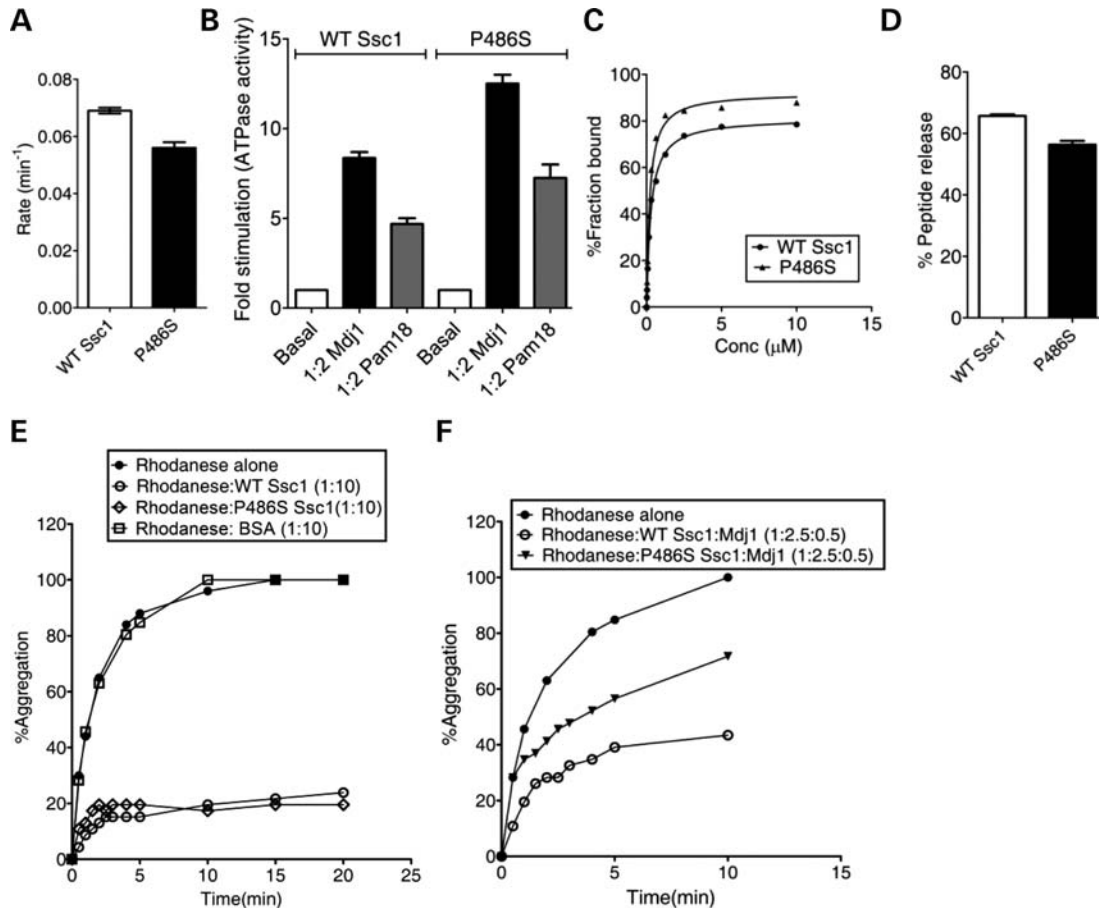 A
Rate (min⁻¹)
0.08
0.06
0.04
0.02
0.00
WT Ssc1
P486S
B
Fold stimulation (ATPase activity)
WT Ssc1
P486S
15
10
5
0
Basal
1:2 Mdj1
1:2 Pam18
Basal
1:2 Mdj1
1:2 Pam18
C
%Fraction bound
100
80
60
40
20
0
WT Ssc1
P486S
0
5
10
15
Conc (μM)
D
% Peptide release
80
60
40
20
0
WT Ssc1
P486S
E
Rhodanese alone
Rhodanese:WT Ssc1 (1:10)
Rhodanese:P486S Ssc1(1:10)
Rhodanese: BSA (1:10)
%Aggregation
120
100
80
60
40
20
0
0
5
10
15
20
25
Time(min)
F
Rhodanese alone
Rhodanese:WT Ssc1:Mdj1 (1:2.5:0.5)
Rhodanese:P486S Ssc1:Mdj1 (1:2.5:0.5)
%Aggregation
120
100
80
60
40
20
0
0
5
10
15
Time(min)